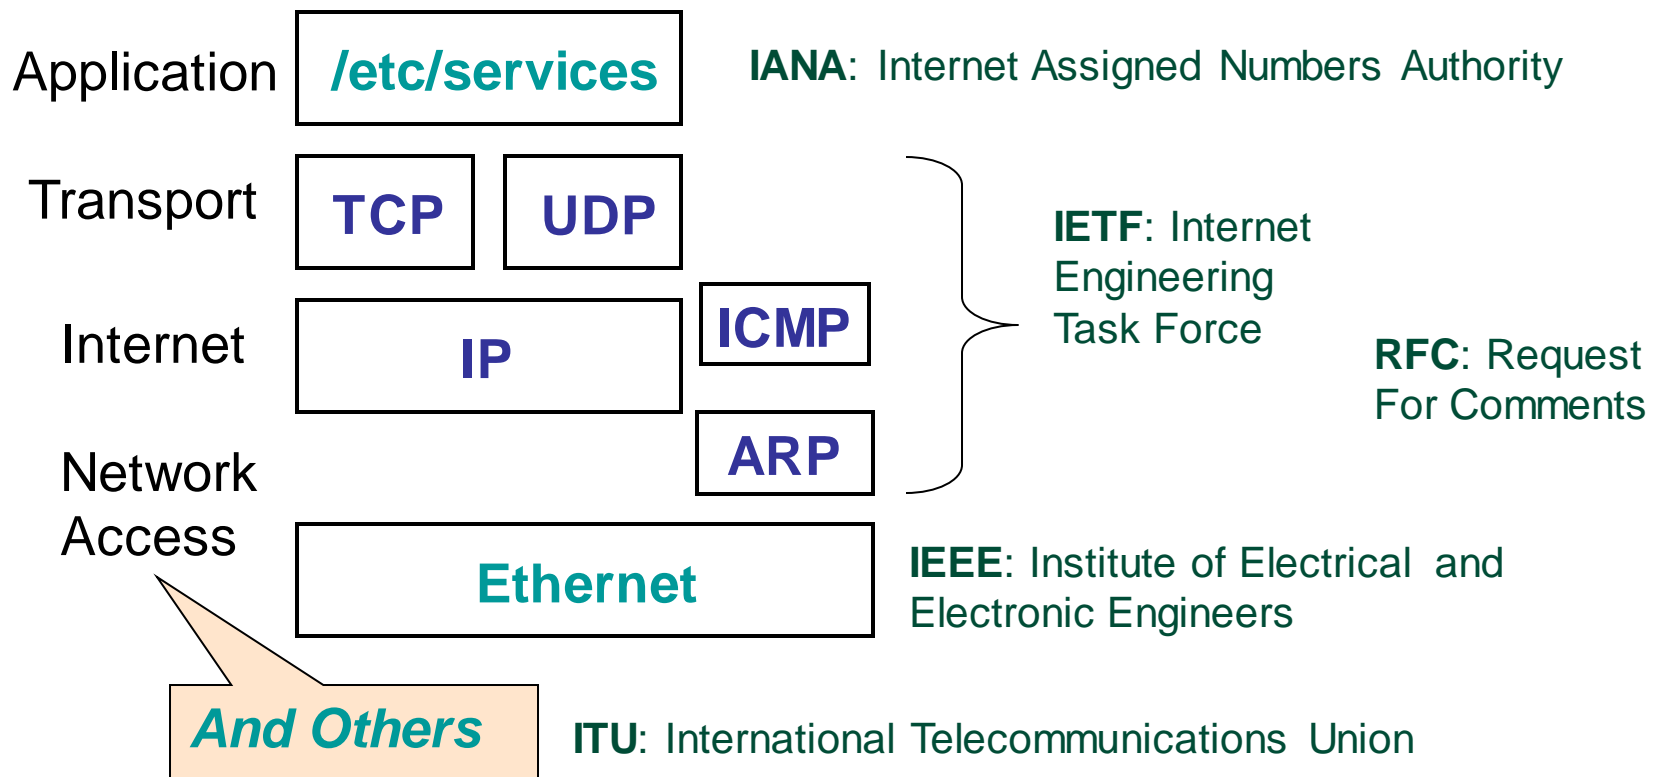 Application
/etc/services
IANA: Internet Assigned Numbers Authority
Transport
TCP
UDP
IETF: Internet
Engineering
Task Force
Internet
IP
ICMP
RFC: Request
For Comments
ARP
Network
Access
Ethernet
IEEE: Institute of Electrical and
Electronic Engineers
And Others
ITU: International Telecommunications Union